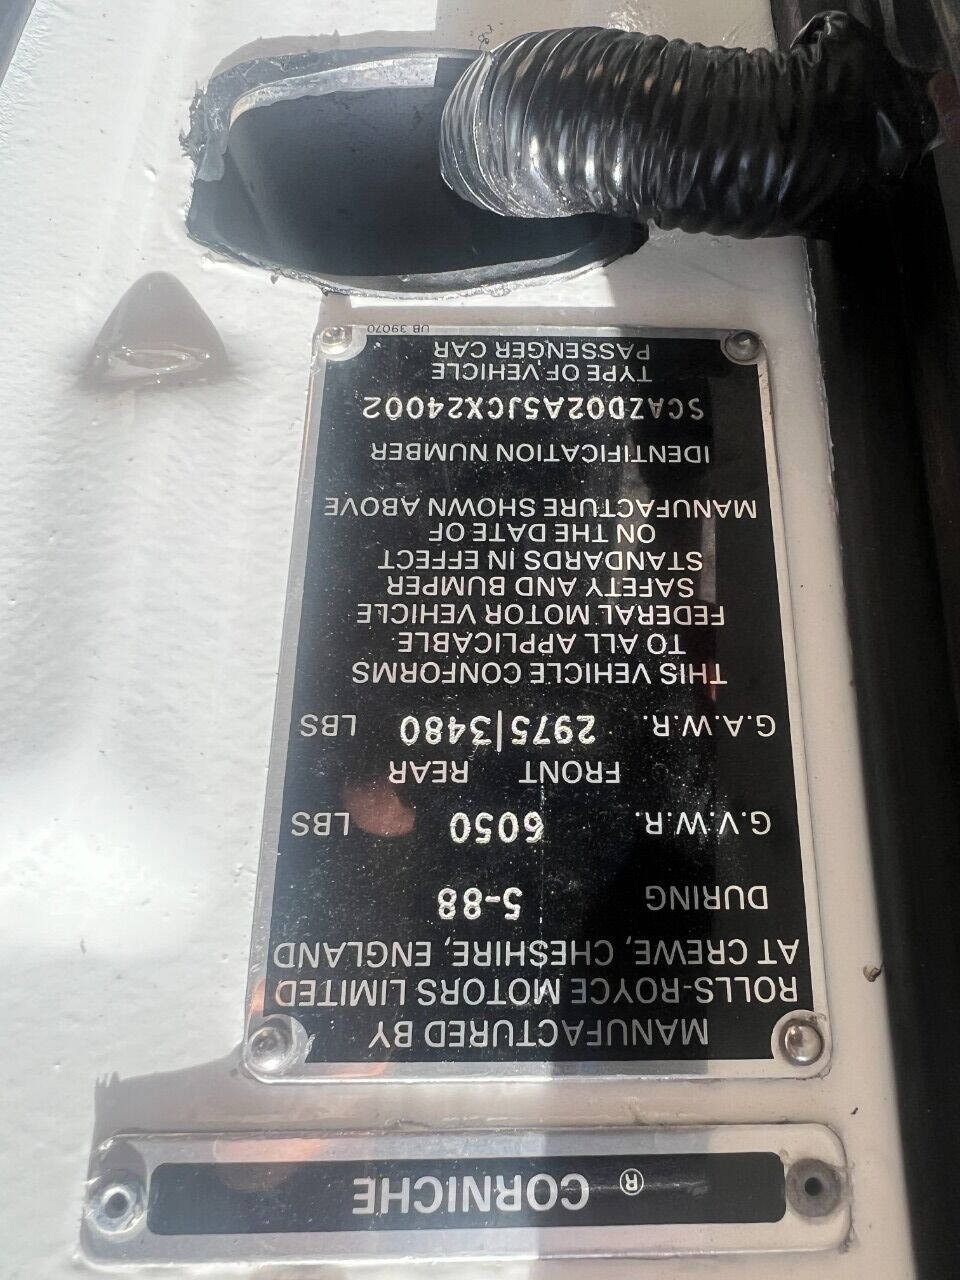 ® CORNICHE
MANUFACTURED BY
ROLLS-ROYCE MOTORS LIMITED
AT CREWE, CHESHIRE, ENGLAND
DURING 5-88
G.V.W.R. 6050 LBS
FRONT REAR
G.A.W.R. 2975|3480 LBS
THIS VEHICLE CONFORMS
TO ALL APPLICABLE
FEDERAL MOTOR VEHICLE
SAFETY AND BUMPER
STANDARDS IN EFFECT
ON THE DATE OF
MANUFACTURE SHOWN ABOVE
IDENTIFICATION NUMBER
SCAZD02A5JCX24002
TYPE OF VEHICLE
PASSENGER CAR
UB 39070